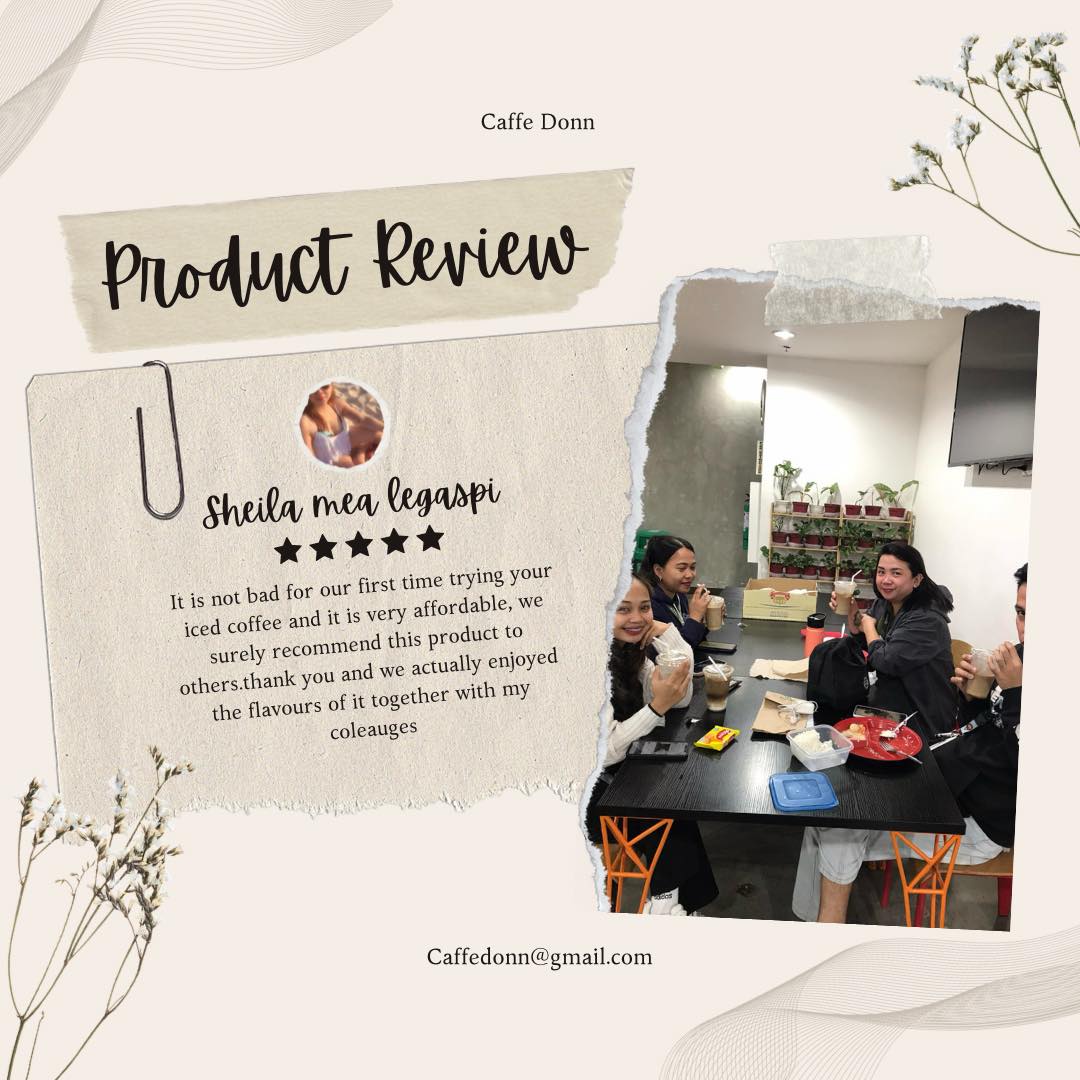 Caffe Donn
Product Review
Sheila mea legaspi
It is not bad for our first time trying your
iced coffee and it is very affordable, we
surely recommend this product to
others.thank you and we actually enjoyed
the flavours of it together with my
coleauges
Caffedonn@gmail.com